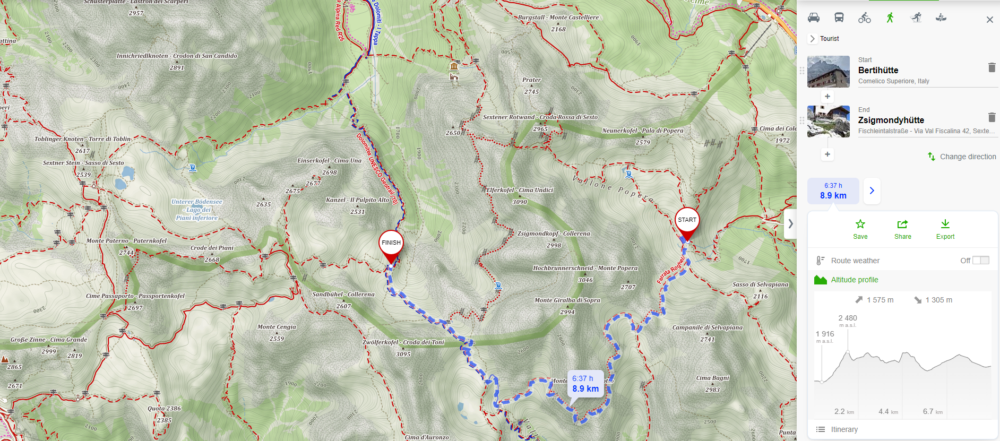 Schusterplatte - Lastron dei Scarperi
2957
Innichriedlknoten - Crodon di San Candido
2891
Burgstall - Monte Castelliere
2168
Prater
2745
Sextener Rotwand - Croda Rossa di Sesto
2965
2650
Neunerkofel - Pala di Popera
2579
Cima dei Cole
1972
Toblinger Knoten - Torre di Toblin
2617
Sextner Stein - Sasso di Sesto
2539
Einserkofel - Cima Una
2698
2677
2675
2635
Kanzel - Il Pulpito Alto
2531
Unterer Bödensee
- Lago dei
Piani inferiore
Dolomites UNESCO Geotrail (10)
Vallone Popera
Elferkofel - Cima Undici
3090
Zsigmondkopf - Collerena
2998
Hochbrunnerschneid - Monte Popera
3046
2707
Monte Giralba di Sopra
2994
START
FINISH
Ferrata Roghel
Monte Paterno - Paternkofel
2744
Crode dei Piani
2668
Cime Passaporto - Passportenkofel
2697
Sandbühel - Collerena
2607
Monte Cengia
2559
Große Zinne - Cima Grande
2999
2819
2865
2671
Zwölferkofel - Croda dei Toni
3095
Sasso di Selvapiana
2116
Campanile di Selvapiana
2741
Cima Bagni
2983
Quota 2386
2385
Cima d'Auronzo
Punta
6:37 h
8.9 km
Tourist
Start
Bertihütte
Comelico Superiore, Italy
End
Zsigmondyhütte
Fischleintalstraße - Via Val Fiscalina 42, Sexte...
Change direction
6:37 h
8.9 km
Save Share Export
Route weather Off
Altitude profile
1 575 m 1 305 m
2 480
m a.s.l.
1 916
m a.s.l.
2.2 km 4.4 km 6.7 km
Itinerary